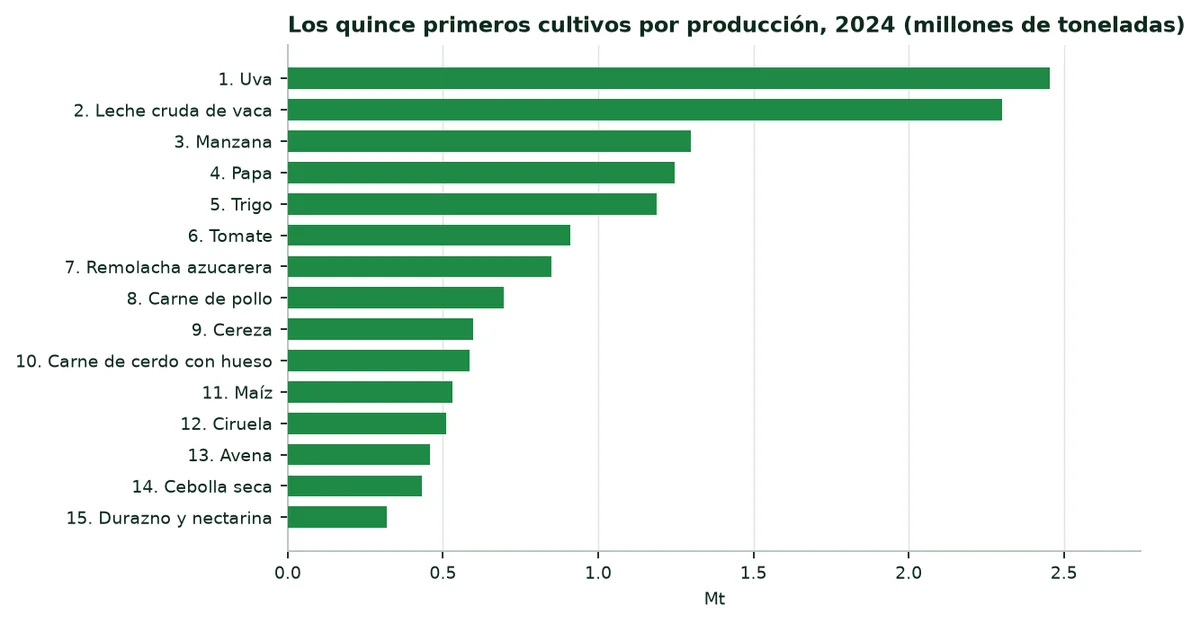 Los quince primeros cultivos por producción, 2024 (millones de toneladas)
1. Uva
2. Leche cruda de vaca
3. Manzana
4. Papa
5. Trigo
6. Tomate
7. Remolacha azucarera
8. Carne de pollo
9. Cereza
10. Carne de cerdo con hueso
11. Maíz
12. Ciruela
13. Avena
14. Cebolla seca
15. Durazno y nectarina
0.0 0.5 1.0 1.5 2.0 2.5
Mt